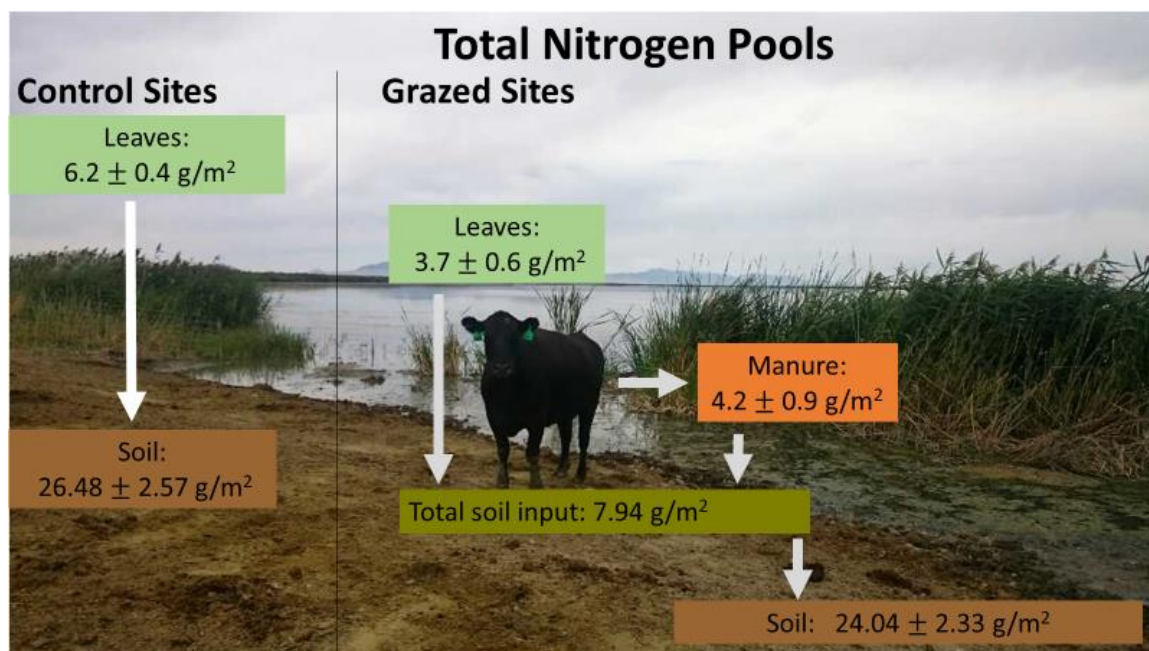 Total Nitrogen Pools
Control Sites
Leaves:
6.2 ± 0.4 g/m²
Soil:
26.48 ± 2.57 g/m²
Grazed Sites
Leaves:
3.7 ± 0.6 g/m²
Manure:
4.2 ± 0.9 g/m²
Total soil input: 7.94 g/m²
Soil: 24.04 ± 2.33 g/m²